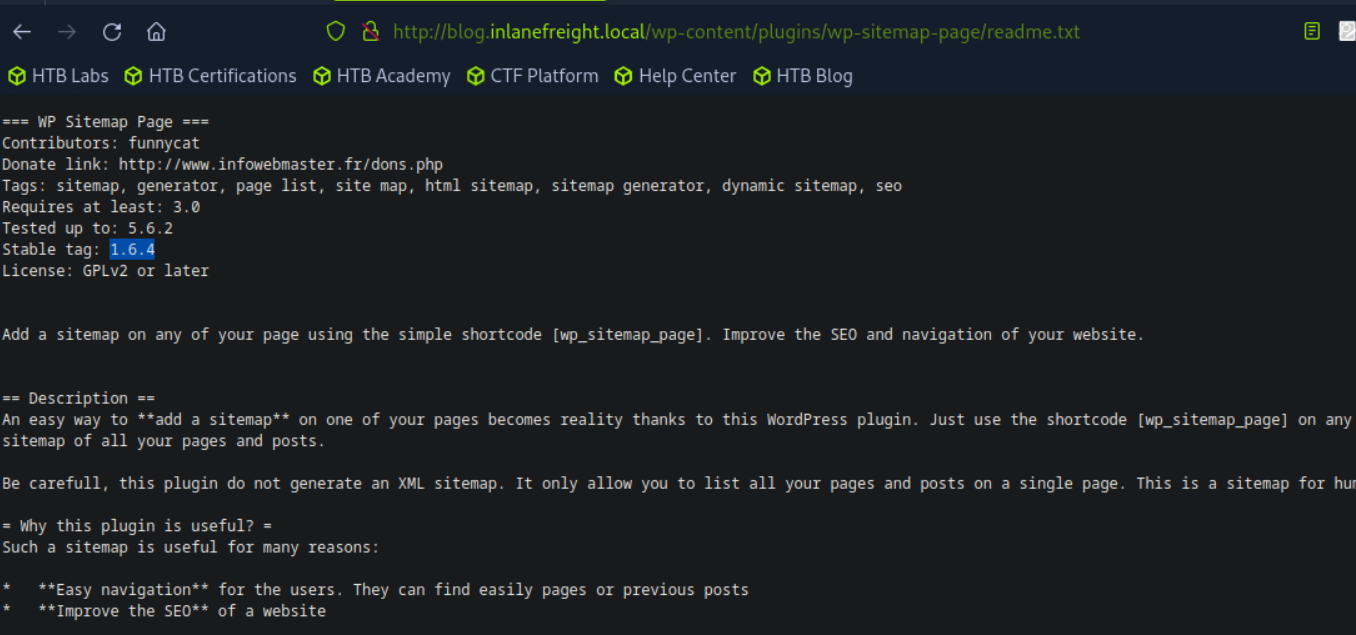 http://blog.inlanefreight.local/wp-content/plugins/wp-sitemap-page/readme.txt
HTB Labs HTB Certifications HTB Academy CTF Platform Help Center HTB Blog
=== WP Sitemap Page ===
Contributors: funnycat
Donate link: http://www.infowebmaster.fr/dons.php
Tags: sitemap, generator, page list, site map, html sitemap, sitemap generator, dynamic sitemap, seo
Requires at least: 3.0
Tested up to: 5.6.2
Stable tag: 1.6.4
License: GPLv2 or later
Add a sitemap on any of your page using the simple shortcode [wp_sitemap_page]. Improve the SEO and navigation of your website.
== Description ==
An easy way to **add a sitemap** on one of your pages becomes reality thanks to this WordPress plugin. Just use the shortcode [wp_sitemap_page] on any
sitemap of all your pages and posts.
Be carefull, this plugin do not generate an XML sitemap. It only allow you to list all your pages and posts on a single page. This is a sitemap for
= Why this plugin is useful? =
Such a sitemap is useful for many reasons:
* **Easy navigation** for the users. They can find easily pages or previous posts
* **Improve the SEO** of a website